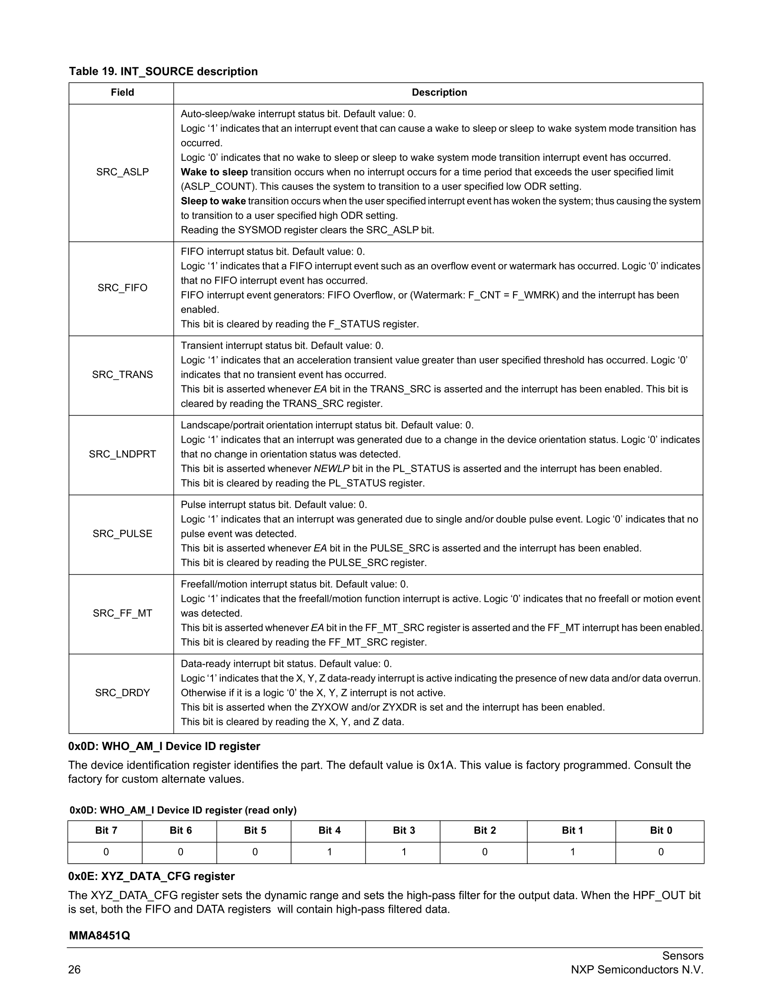 Table 19. INT_SOURCE description
Field Description
SRC_ASLP
Auto-sleep/wake interrupt status bit. Default value: 0.
Logic ‘1’ indicates that an interrupt event that can cause a wake to sleep or sleep to wake system mode transition has
occurred.
Logic ‘0’ indicates that no wake to sleep or sleep to wake system mode transition interrupt event has occurred.
Wake to sleep transition occurs when no interrupt occurs for a time period that exceeds the user specified limit
(ASLP_COUNT). This causes the system to transition to a user specified low ODR setting.
Sleep to wake transition occurs when the user specified interrupt event has woken the system; thus causing the system
to transition to a user specified high ODR setting.
Reading the SYSMOD register clears the SRC_ASLP bit.
SRC_FIFO
FIFO interrupt status bit. Default value: 0.
Logic ‘1’ indicates that a FIFO interrupt event such as an overflow event or watermark has occurred. Logic ‘0’ indicates
that no FIFO interrupt event has occurred.
FIFO interrupt event generators: FIFO Overflow, or (Watermark: F_CNT = F_WMRK) and the interrupt has been
enabled.
This bit is cleared by reading the F_STATUS register.
SRC_TRANS
Transient interrupt status bit. Default value: 0.
Logic ‘1’ indicates that an acceleration transient value greater than user specified threshold has occurred. Logic ‘0’
indicates that no transient event has occurred.
This bit is asserted whenever EA bit in the TRANS_SRC is asserted and the interrupt has been enabled. This bit is
cleared by reading the TRANS_SRC register.
SRC_LNDPRT
Landscape/portrait orientation interrupt status bit. Default value: 0.
Logic ‘1’ indicates that an interrupt was generated due to a change in the device orientation status. Logic ‘0’ indicates
that no change in orientation status was detected.
This bit is asserted whenever NEWLP bit in the PL_STATUS is asserted and the interrupt has been enabled.
This bit is cleared by reading the PL_STATUS register.
SRC_PULSE
Pulse interrupt status bit. Default value: 0.
Logic ‘1’ indicates that an interrupt was generated due to single and/or double pulse event. Logic ‘0’ indicates that no
pulse event was detected.
This bit is asserted whenever EA bit in the PULSE_SRC is asserted and the interrupt has been enabled.
This bit is cleared by reading the PULSE_SRC register.
SRC_FF_MT
Freefall/motion interrupt status bit. Default value: 0.
Logic ‘1’ indicates that the freefall/motion function interrupt is active. Logic ‘0’ indicates that no freefall or motion event
was detected.
This bit is asserted whenever EA bit in the FF_MT_SRC register is asserted and the FF_MT interrupt has been enabled.
This bit is cleared by reading the FF_MT_SRC register.
SRC_DRDY
Data-ready interrupt bit status. Default value: 0.
Logic ‘1’ indicates that the X, Y, Z data-ready interrupt is active indicating the presence of new data and/or data overrun.
Otherwise if it is a logic ‘0’ the X, Y, Z interrupt is not active.
This bit is asserted when the ZYXOW and/or ZYXDR is set and the interrupt has been enabled.
This bit is cleared by reading the X, Y, and Z data.
0x0D: WHO_AM_I Device ID register
The device identification register identifies the part. The default value is 0x1A. This value is factory programmed. Consult the
factory for custom alternate values.
0x0D: WHO_AM_I Device ID register (read only)
Bit 7 Bit 6 Bit 5 Bit 4 Bit 3 Bit 2 Bit 1 Bit 0
0 0 0 1 1 0 1 0
0x0E: XYZ_DATA_CFG register
The XYZ_DATA_CFG register sets the dynamic range and sets the high-pass filter for the output data. When the HPF_OUT bit
is set, both the FIFO and DATA registers will contain high-pass filtered data.
MMA8451Q
Sensors
26 NXP Semiconductors N.V.